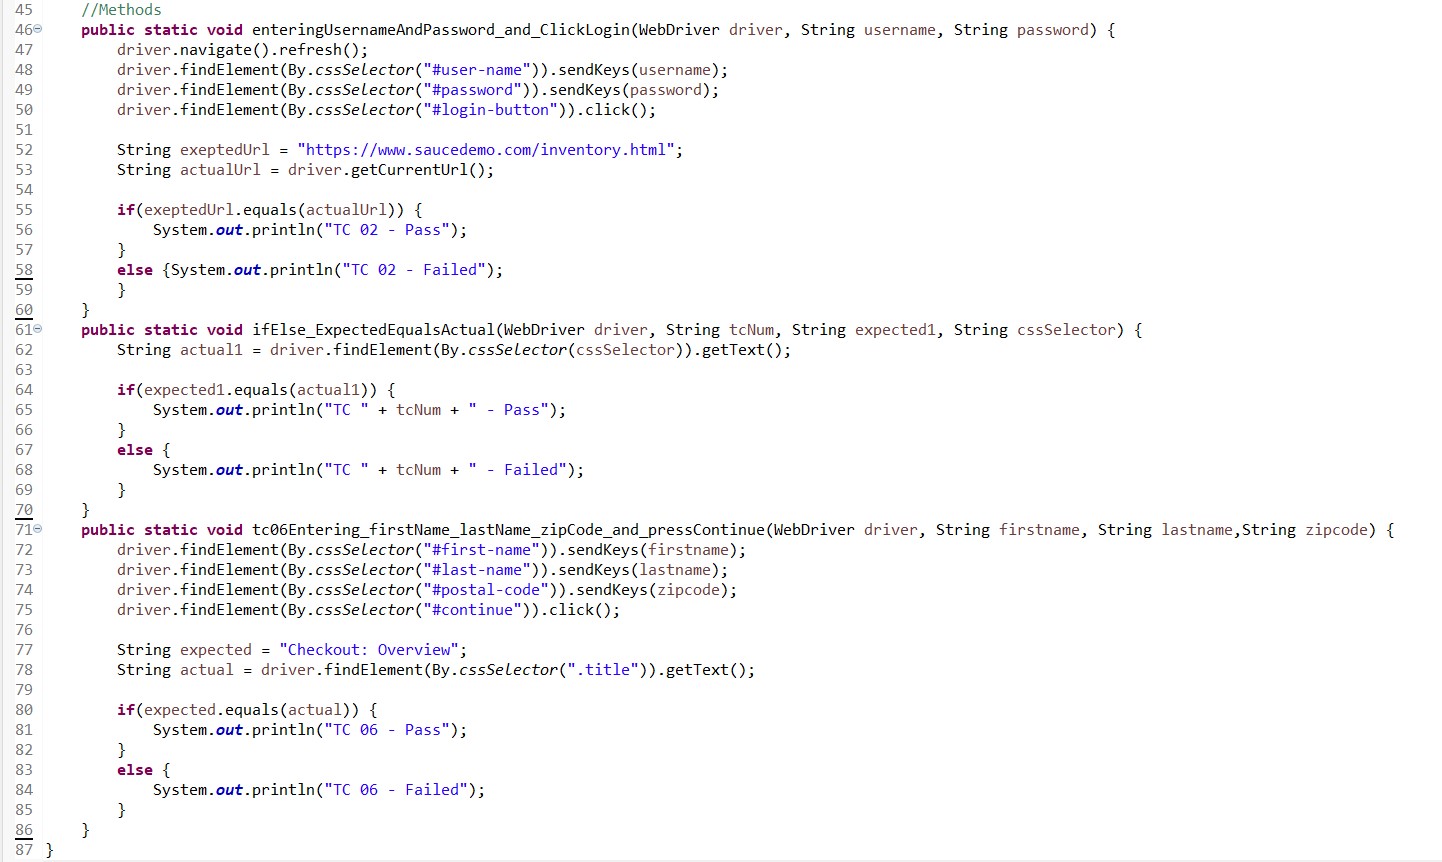 45 //Methods
46 public static void enteringUsernameAndPassword_and_ClickLogin(WebDriver driver, String username, String password) {
47 driver.navigate().refresh();
48 driver.findElement(By.cssSelector("#user-name")).sendKeys(username);
49 driver.findElement(By.cssSelector("#password")).sendKeys(password);
50 driver.findElement(By.cssSelector("#login-button")).click();
51
52 String exeptedUrl = "https://www.saucedemo.com/inventory.html";
53 String actualUrl = driver.getCurrentUrl();
54
55 if(exeptedUrl.equals(actualUrl)) {
56 System.out.println("TC 02 - Pass");
57 }
58 else {System.out.println("TC 02 - Failed");
59 }
60 }
61 public static void ifElse_ExpectedEqualsActual(WebDriver driver, String tcNum, String expected1, String cssSelector) {
62 String actual1 = driver.findElement(By.cssSelector(cssSelector)).getText();
63
64 if(expected1.equals(actual1)) {
65 System.out.println("TC " + tcNum + " - Pass");
66 }
67 else {
68 System.out.println("TC " + tcNum + " - Failed");
69 }
70 }
71 public static void tc06Entering_firstName_lastName_zipCode_and_pressContinue(WebDriver driver, String firstname, String lastname,String zipcode) {
72 driver.findElement(By.cssSelector("#first-name")).sendKeys(firstname);
73 driver.findElement(By.cssSelector("#last-name")).sendKeys(lastname);
74 driver.findElement(By.cssSelector("#postal-code")).sendKeys(zipcode);
75 driver.findElement(By.cssSelector("#continue")).click();
76
77 String expected = "Checkout: Overview";
78 String actual = driver.findElement(By.cssSelector(".title")).getText();
79
80 if(expected.equals(actual)) {
81 System.out.println("TC 06 - Pass");
82 }
83 else {
84 System.out.println("TC 06 - Failed");
85 }
86 }
87 }